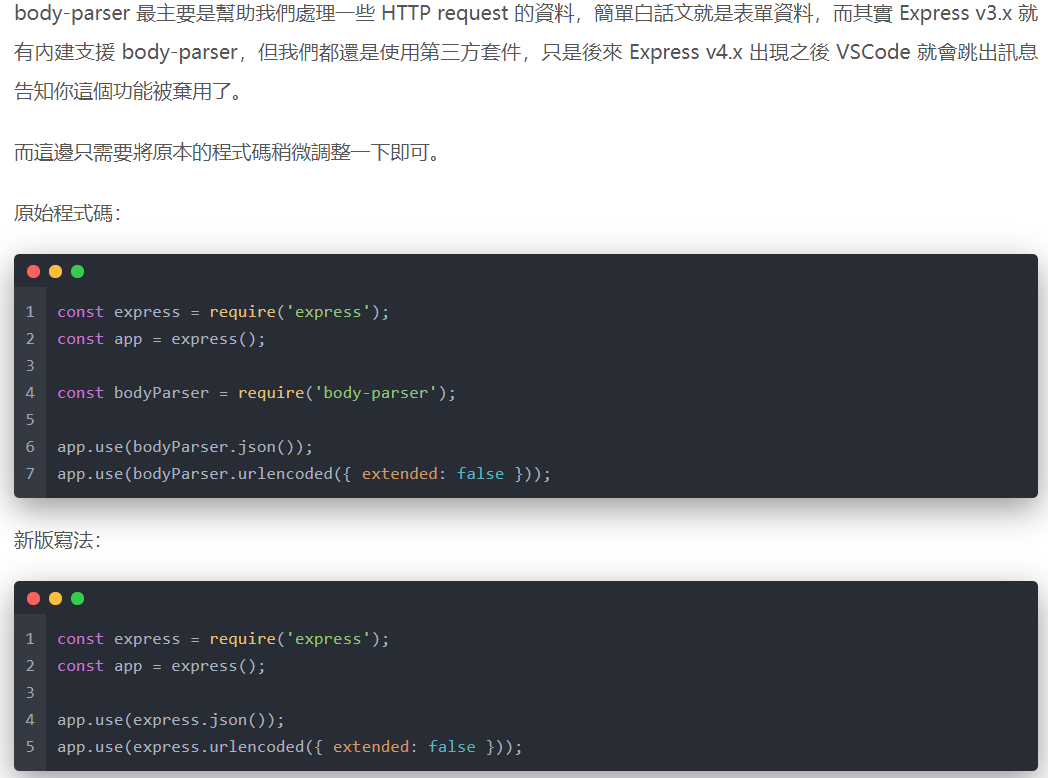 body-parser 最主要是幫助我們處理一些 HTTP request 的資料，簡單白話文就是表單資料，而其實 Express v3.x 就
有內建支援 body-parser，但我們都還是使用第三方套件，只是後來 Express v4.x 出現之後 VSCode 就會跳出訊息
告知你這個功能被棄用了。
而這邊只需要將原本的程式碼稍微調整一下即可。
原始程式碼：
1 const express = require('express');
2 const app = express();
3
4 const bodyParser = require('body-parser');
5
6 app.use(bodyParser.json());
7 app.use(bodyParser.urlencoded({ extended: false }));
新版寫法：
1 const express = require('express');
2 const app = express();
3
4 app.use(express.json());
5 app.use(express.urlencoded({ extended: false }));